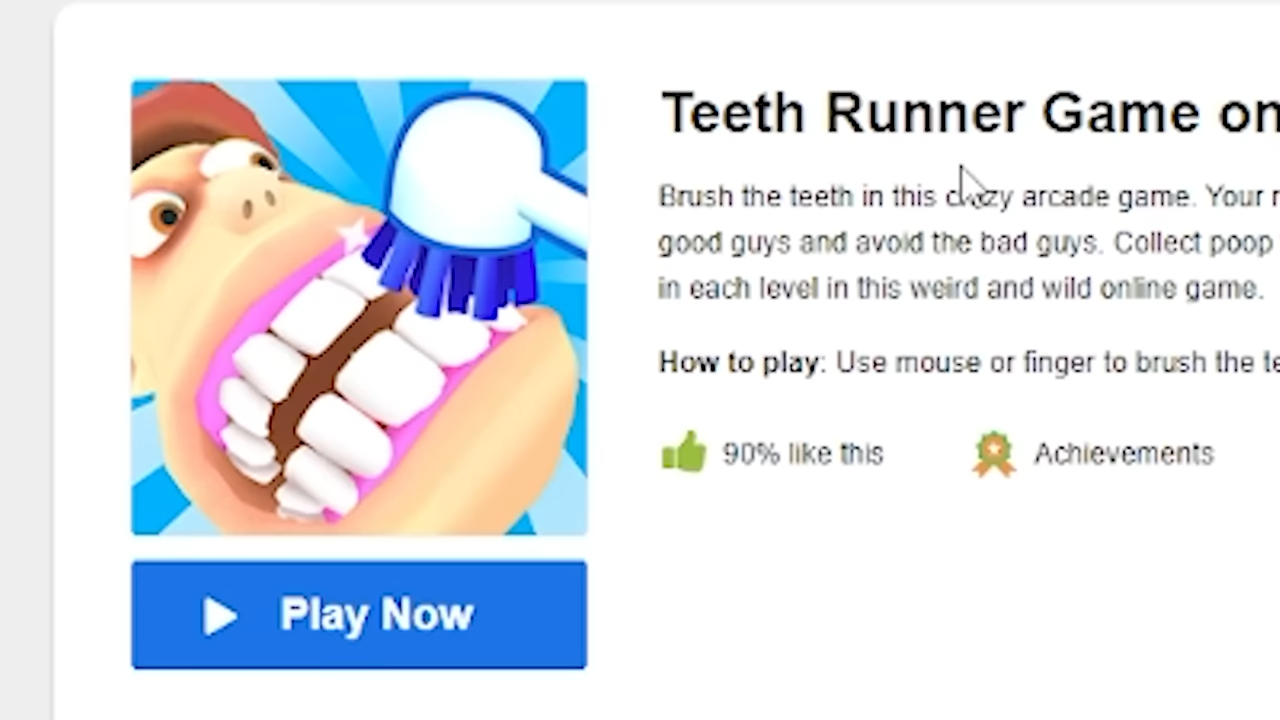 Teeth Runner Game on
Brush the teeth in this crazy arcade game. Your
good guys and avoid the bad guys. Collect poop
in each level in this weird and wild online game.
How to play: Use mouse or finger to brush the
90% like this
Achievements
Play Now